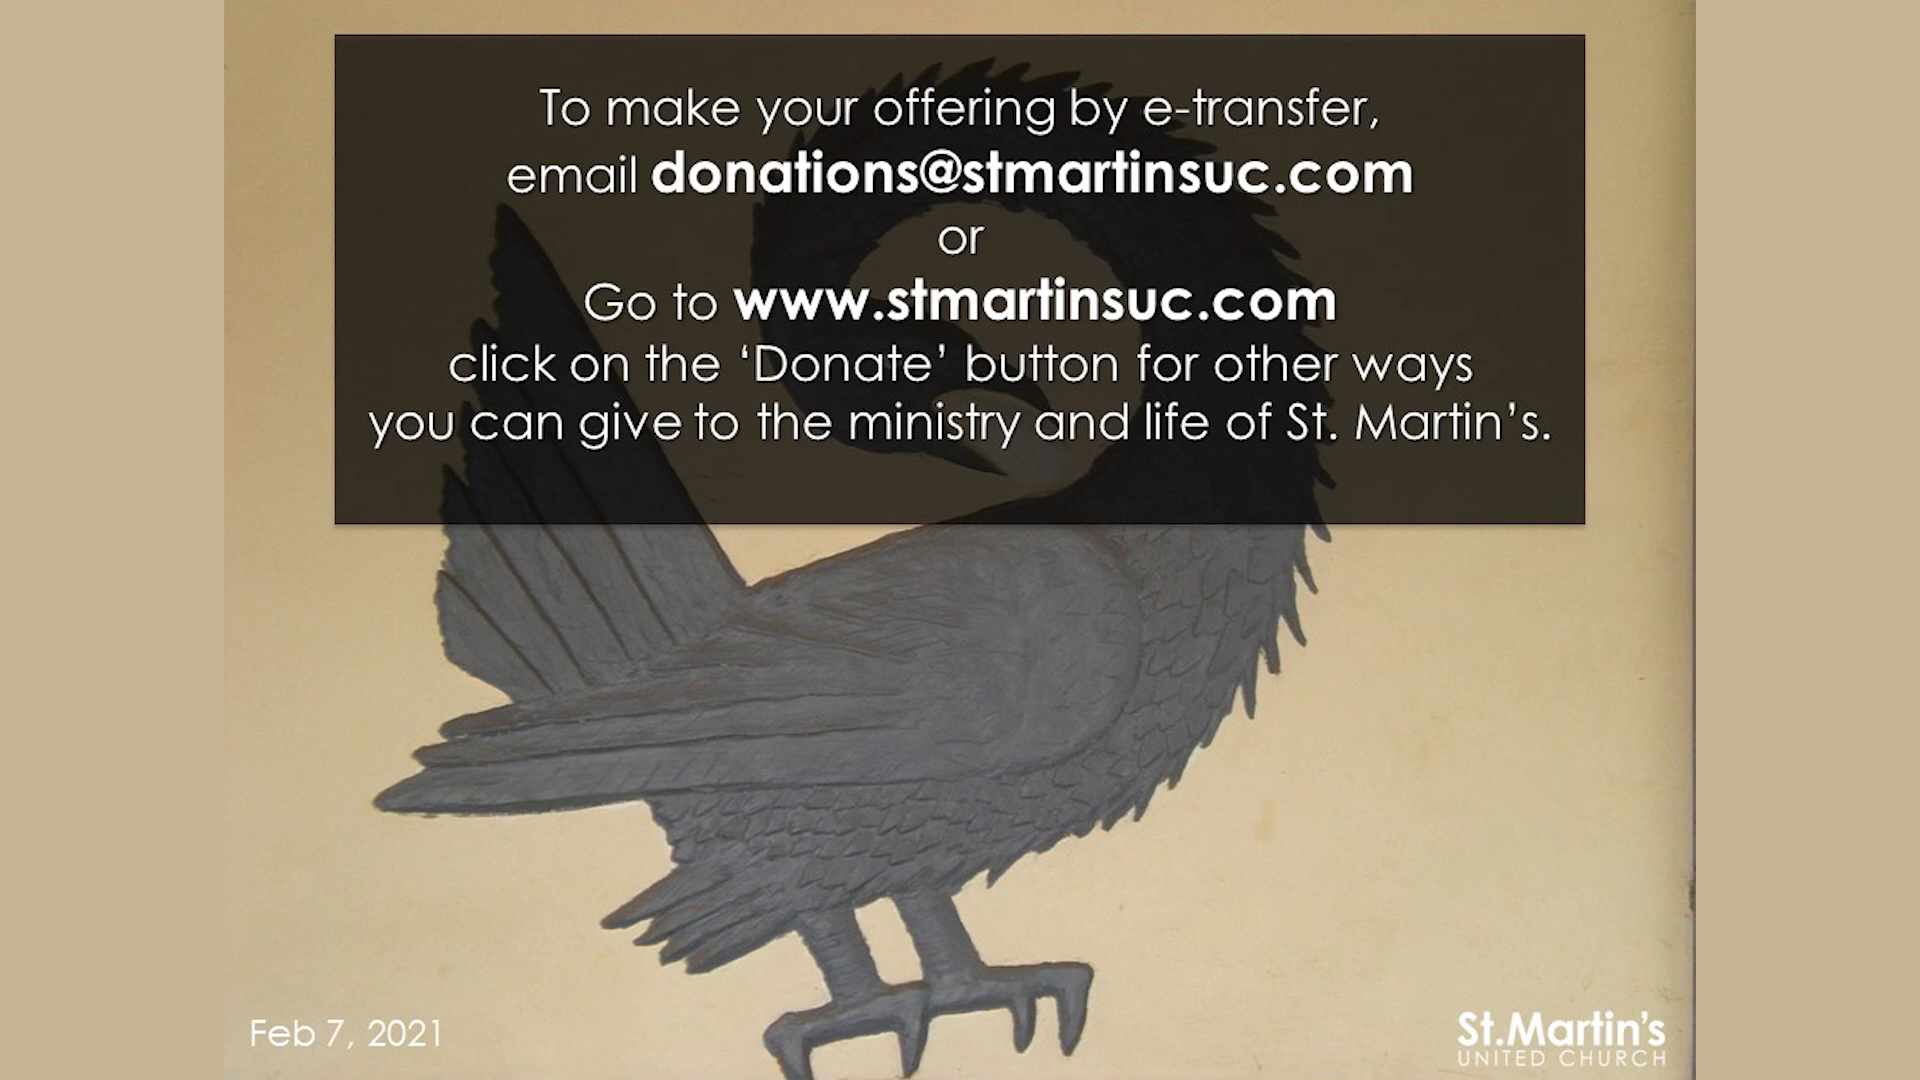 To make your offering by e-transfer,
email donations@stmartinsuc.com
or
Go to www.stmartinsuc.com
click on the ‘Donate’ button for other ways
you can give to the ministry and life of St. Martin’s.
Feb 7, 2021
St.Martin’s
UNITED CHURCH